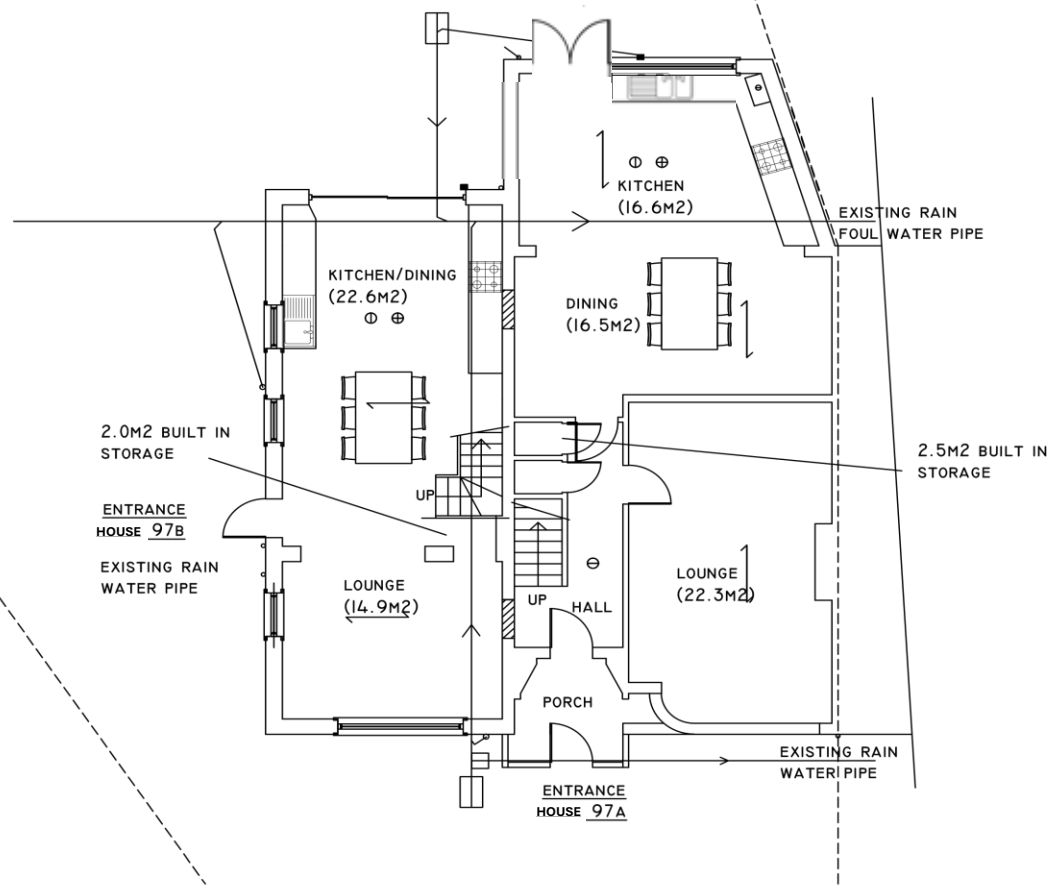 KITCHEN
(16.6M2)
EXISTING RAIN
FOUL WATER PIPE
KITCHEN/DINING
(22.6M2)
DINING
(16.5M2)
2.0M2 BUILT IN
STORAGE
2.5M2 BUILT IN
STORAGE
UP
ENTRANCE
HOUSE 97B
EXISTING RAIN
WATER PIPE
LOUNGE
(14.9M2)
UP
HALL
LOUNGE
(22.3M2)
PORCH
EXISTING RAIN
WATER PIPE
ENTRANCE
HOUSE 97A